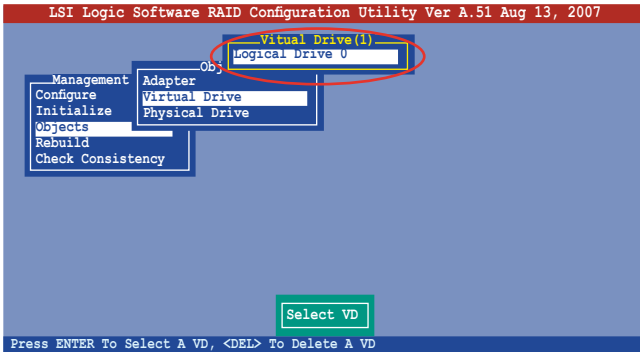 LSI Logic Software RAID Configuration Utility Ver A.51 Aug 13, 2007
Vitual Drive(1)
Logical Drive 0
Obj
Adapter
Virtual Drive
Physical Drive
Management
Configure
Initialize
Objects
Rebuild
Check Consistency
Select VD
Press ENTER To Select A VD, <DEL> To Delete A VD